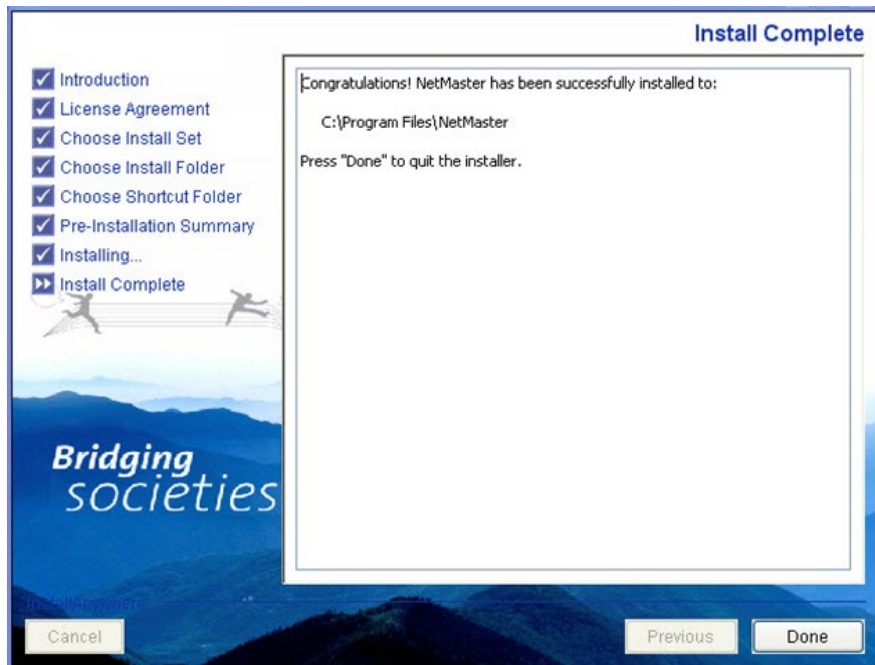 Install Complete
Introduction
License Agreement
Choose Install Set
Choose Install Folder
Choose Shortcut Folder
Pre-Installation Summary
Installing...
Install Complete
Congratulations! NetMaster has been successfully installed to:
C:\Program Files\NetMaster
Press "Done" to quit the installer.
Bridging
societies
InstallAnywhere
Cancel
Previous
Done